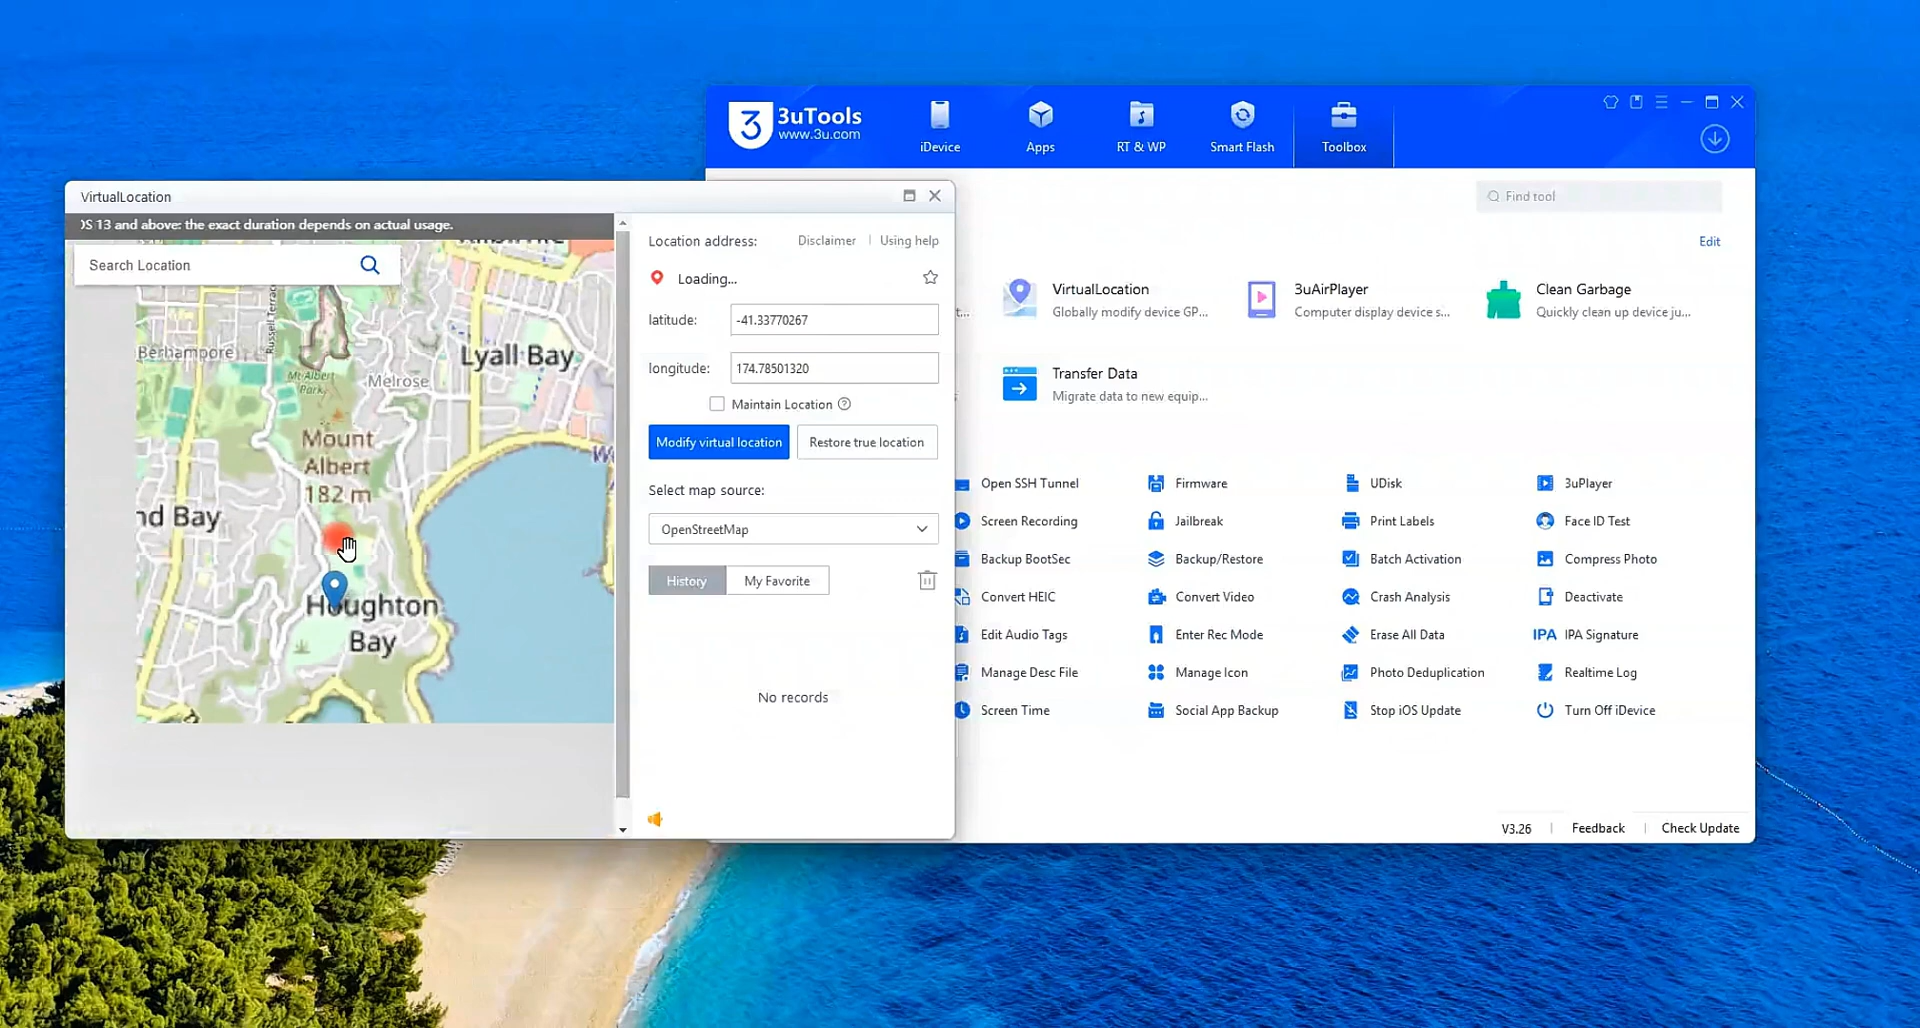 3 3uTools
www.3u.com
iDevice
Apps
RT & WP
Smart Flash
Toolbox
Find tool
Edit
VirtualLocation
Globally modify device GP...
3uAirPlayer
Computer display device s...
Clean Garbage
Quickly clean up device ju...
Transfer Data
Migrate data to new equip...
Open SSH Tunnel
Firmware
UDisk
3uPlayer
Screen Recording
Jailbreak
Print Labels
Face ID Test
Backup BootSec
Backup/Restore
Batch Activation
Compress Photo
Convert HEIC
Convert Video
Crash Analysis
Deactivate
Edit Audio Tags
Enter Rec Mode
Erase All Data
IPA IPA Signature
Manage Desc File
Manage Icon
Photo Deduplication
Realtime Log
Screen Time
Social App Backup
Stop iOS Update
Turn Off iDevice
V3.26
Feedback
Check Update
VirtualLocation
OS 13 and above: the exact duration depends on actual usage.
Search Location
Russell Terrace
Berhampore
Mt Albert
Park
Melrose
Lyall Bay
Mount
Albert
182 m
nd Bay
Houghton
Bay
Location address:
Disclaimer
Using help
Loading...
t...
latitude:
-41.33770267
longitude:
174.78501320
Maintain Location ?
Modify virtual location
Restore true location
Select map source:
OpenStreetMap
History
My Favorite
No records